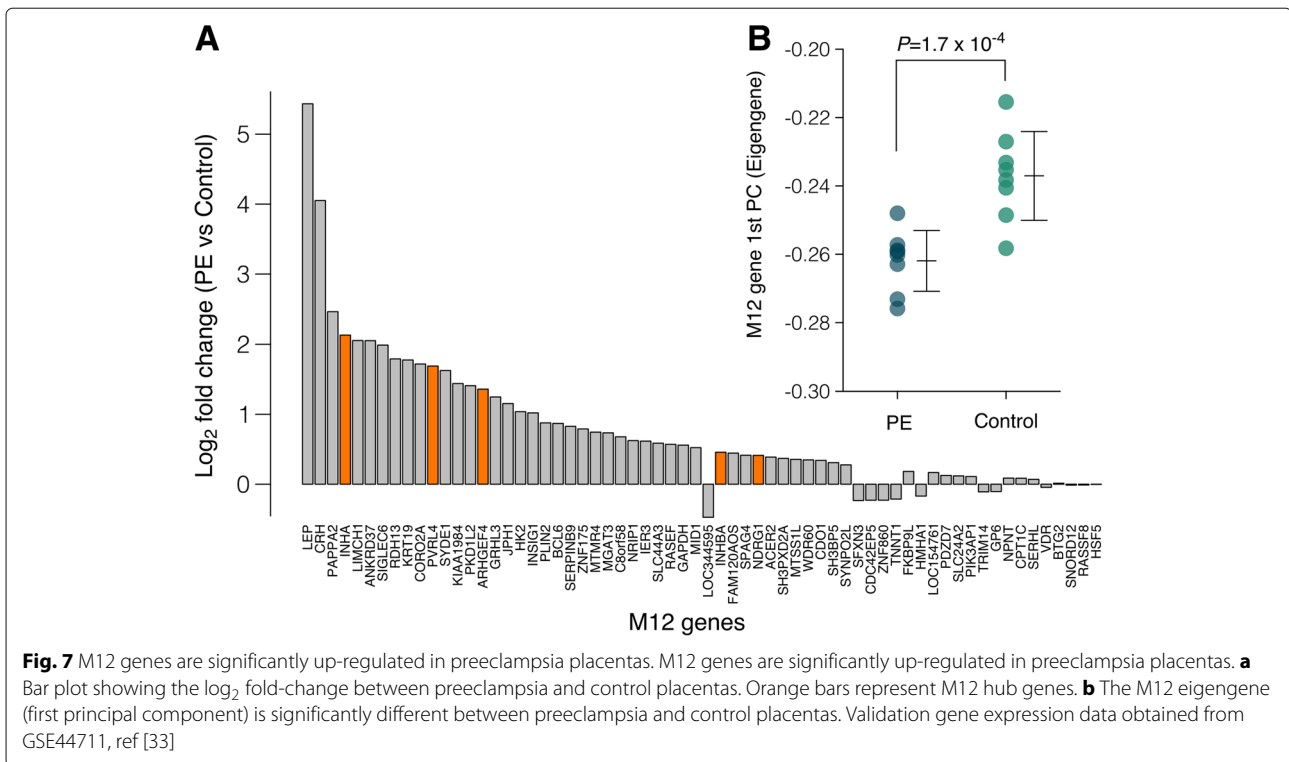 A
Log2 fold change (PE vs Control)
5
4
3
2
1
0
LEP
CRH
PAPPA2
INHA
LIMCH1
ANKRD37
SIGLEC6
RDH13
KRT19
CORO2A
PVRL4
SYDE1
KIAA1984
PKD1L2
ARHGEF4
GRHL3
JPH1
HK2
INSIG1
PLIN2
BCL6
SERPINB9
ZNF175
MTMR4
MGAT3
C8orf58
NRIP1
IER3
SLC44A3
RASEF
GAPDH
MID1
LOC344595
INHBA
FAM120AOS
SPAG4
NDRG1
ACER2
SH3PXD2A
MTSS1L
WDR60
CDO1
SH3BP5
SYNPO2L
SFXN3
CDC42EP5
ZNF860
TNNT1
FKBP9L
HMHA1
LOC154761
PDZD7
SLC24A2
PIK3AP1
TRIM14
GP6
NPNT
CPT1C
SERHL
VDR
BTG2
SNORD12
RASSF8
HSF5
M12 genes
B
P=1.7 x 10-4
M12 gene 1st PC (Eigengene)
-0.20
-0.22
-0.24
-0.26
-0.28
-0.30
PE
Control
Fig. 7 M12 genes are significantly up-regulated in preeclampsia placentas. M12 genes are significantly up-regulated in preeclampsia placentas. a
Bar plot showing the log2 fold-change between preeclampsia and control placentas. Orange bars represent M12 hub genes. b The M12 eigengene
(first principal component) is significantly different between preeclampsia and control placentas. Validation gene expression data obtained from
GSE44711, ref [33]